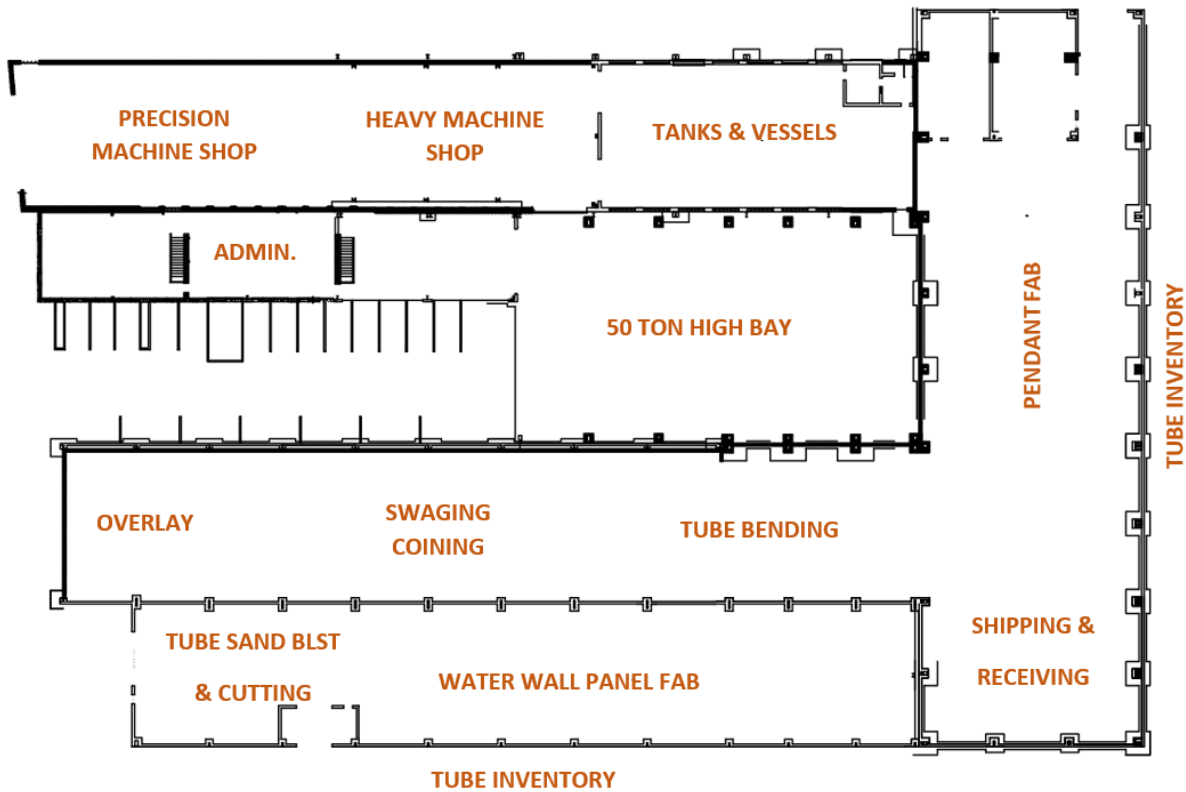 PRECISION
MACHINE SHOP
HEAVY MACHINE
SHOP
TANKS & VESSELS
ADMIN.
50 TON HIGH BAY
PENDANT FAB
TUBE INVENTORY
OVERLAY
SWAGING
COINING
TUBE BENDING
TUBE SAND BLST
& CUTTING
WATER WALL PANEL FAB
SHIPPING &
RECEIVING
TUBE INVENTORY